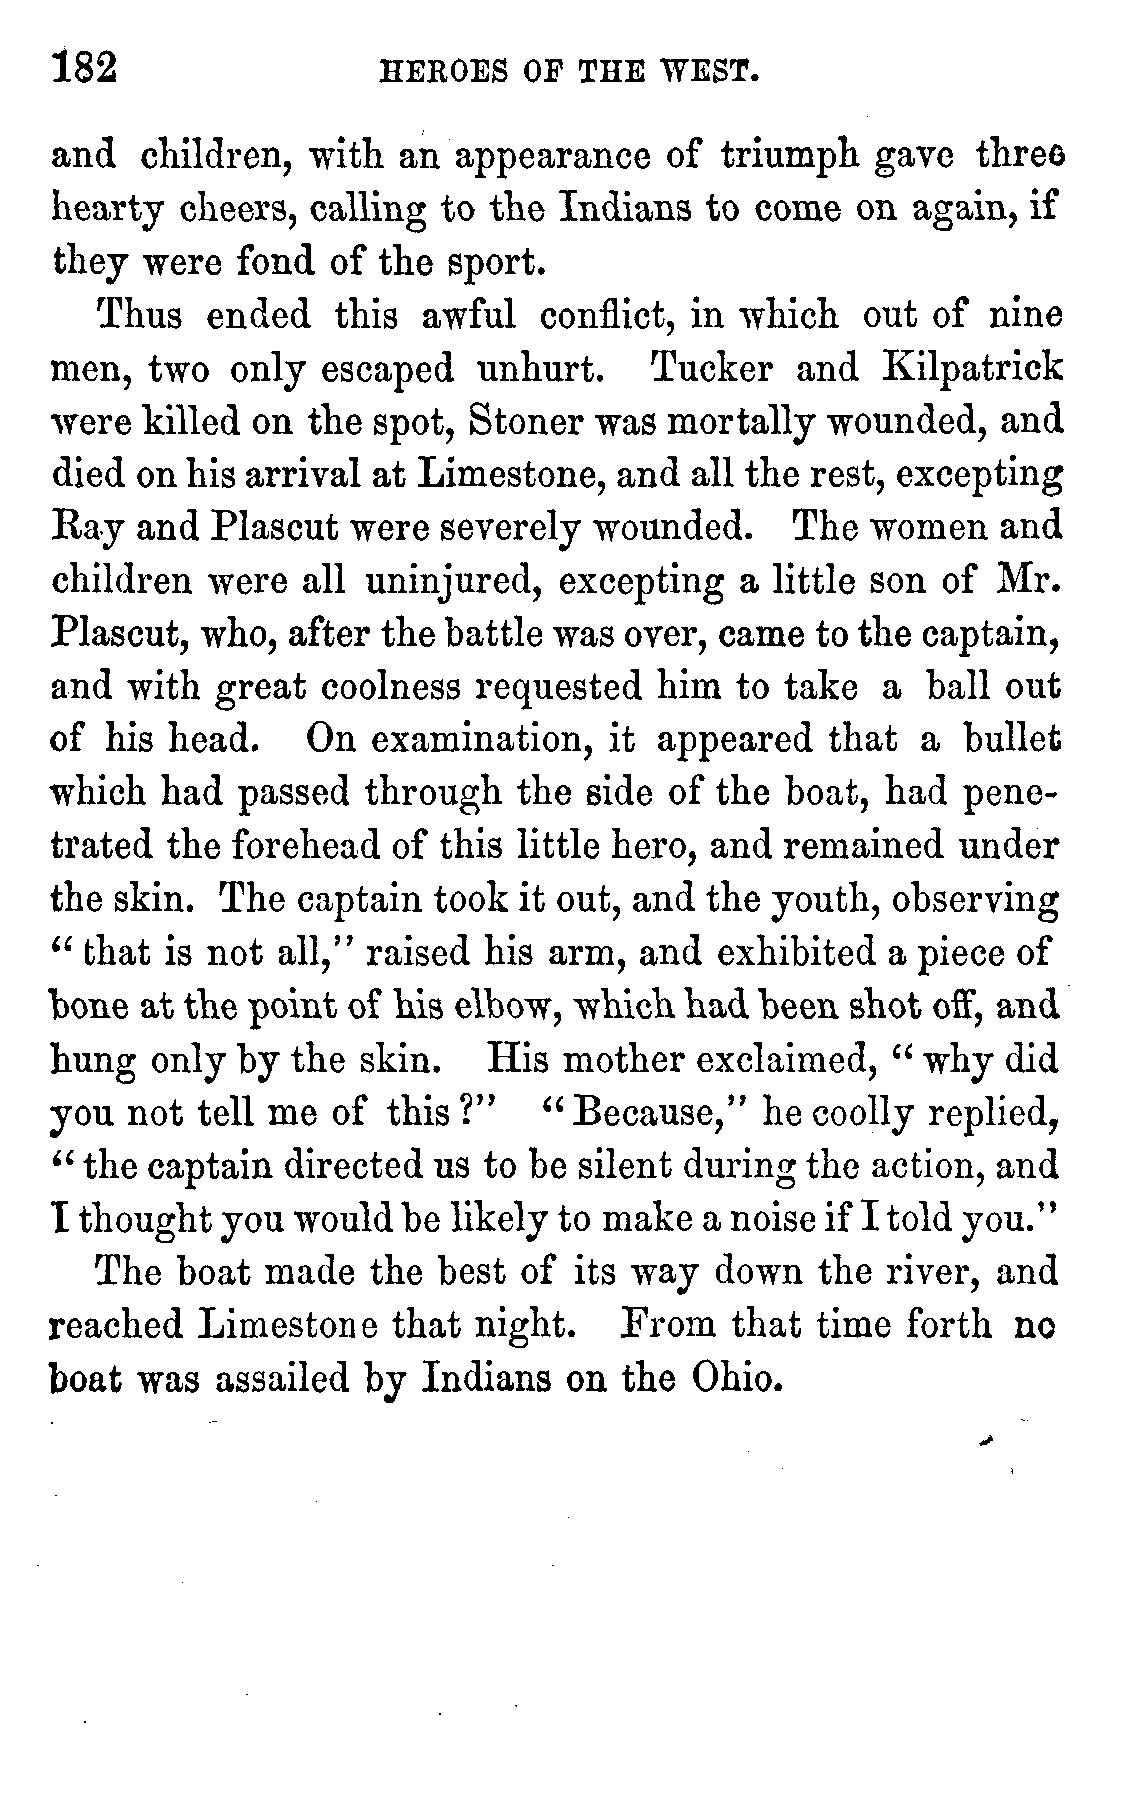 182 HEROES OF THE WEST.
and children, with an appearance of triumph gave three
hearty cheers, calling to the Indians to come on again, if
they were fond of the sport.
Thus ended this awful conflict, in which out of nine
men, two only escaped unhurt. Tucker and Kilpatrick
were killed on the spot, Stoner was mortally wounded, and
died on his arrival at Limestone, and all the rest, excepting
Ray and Plascut were severely wounded. The women and
children were all uninjured, excepting a little son of Mr.
Plascut, who, after the battle was over, came to the captain,
and with great coolness requested him to take a ball out
of his head. On examination, it appeared that a bullet
which had passed through the side of the boat, had pene-
trated the forehead of this little hero, and remained under
the skin. The captain took it out, and the youth, observing
“ that is not all,” raised his arm, and exhibited a piece of
bone at the point of his elbow, which had been shot off, and
hung only by the skin. His mother exclaimed, “ why did
you not tell me of this ?” “ Because,” he coolly replied,
“ the captain directed us to be silent during the action, and
I thought you would be likely to make a noise if I told you.”
The boat made the best of its way down the river, and
reached Limestone that night. From that time forth no
boat was assailed by Indians on the Ohio.